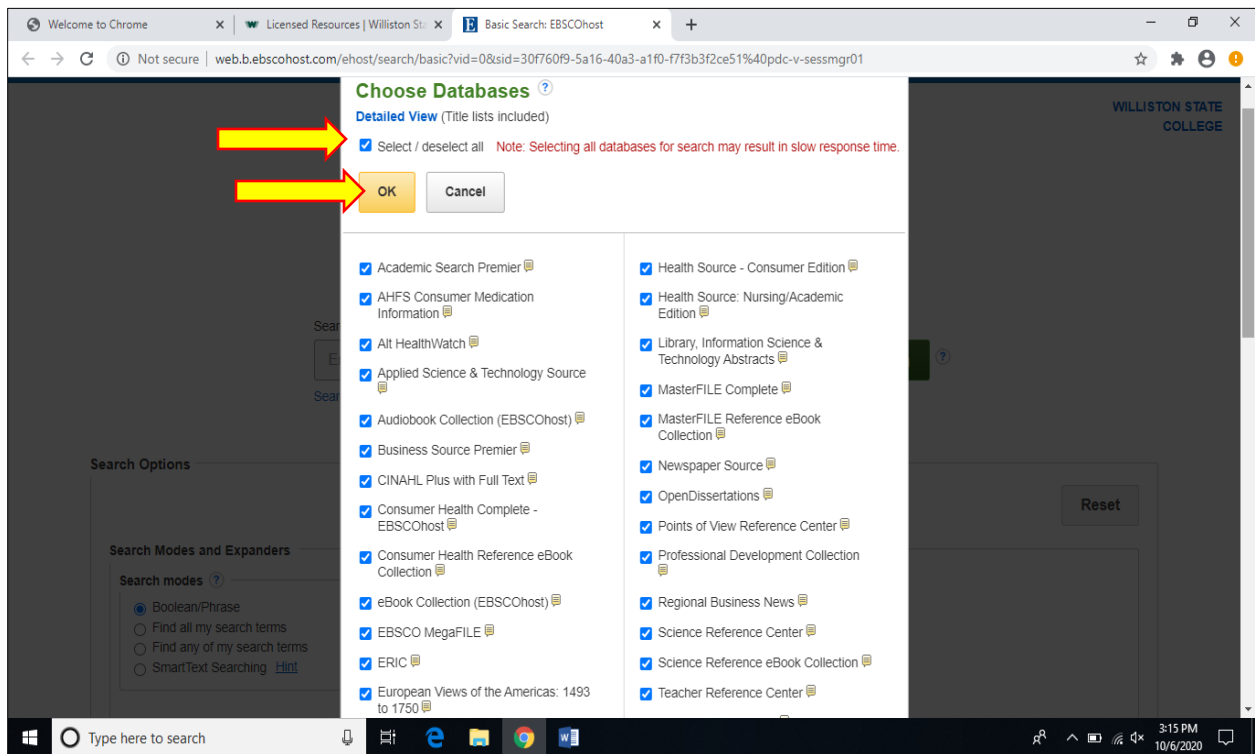 Welcome to Chrome
Licensed Resources | Williston Sta
Basic Search: EBSCOhost
Not secure | web.b.ebscohost.com/ehost/search/basic?vid=0&sid=30f760f9-5a16-40a3-a1f0-f7f3b3f2ce51%40pdc-v-sessmgr01
WILLISTON STATE
COLLEGE
Choose Databases ?
Detailed View (Title lists included)
Select / deselect all Note: Selecting all databases for search may result in slow response time.
OK
Cancel
Academic Search Premier
AHFS Consumer Medication
Information
Alt HealthWatch
Applied Science & Technology Source
Audiobook Collection (EBSCOhost)
Business Source Premier
CINAHL Plus with Full Text
Consumer Health Complete -
EBSCOhost
Consumer Health Reference eBook
Collection
eBook Collection (EBSCOhost)
EBSCO MegaFILE
ERIC
European Views of the Americas: 1493
to 1750
Health Source - Consumer Edition
Health Source: Nursing/Academic
Edition
Library, Information Science &
Technology Abstracts
MasterFILE Complete
MasterFILE Reference eBook
Collection
Newspaper Source
OpenDissertations
Points of View Reference Center
Professional Development Collection
Regional Business News
Science Reference Center
Science Reference eBook Collection
Teacher Reference Center
?
Search Options
Reset
Search Modes and Expanders
Search modes ?
Boolean/Phrase
Find all my search terms
Find any of my search terms
SmartText Searching Hint
Type here to search
3:15 PM
10/6/2020